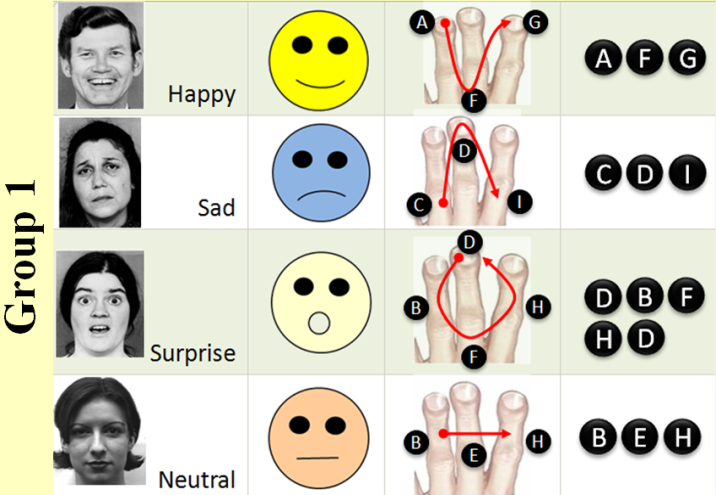 Group 1
Happy
A
G
F
A F G
Sad
D
C
I
C D I
Surprise
D
B
H
F
D B F
H D
Neutral
B
H
E
B E H